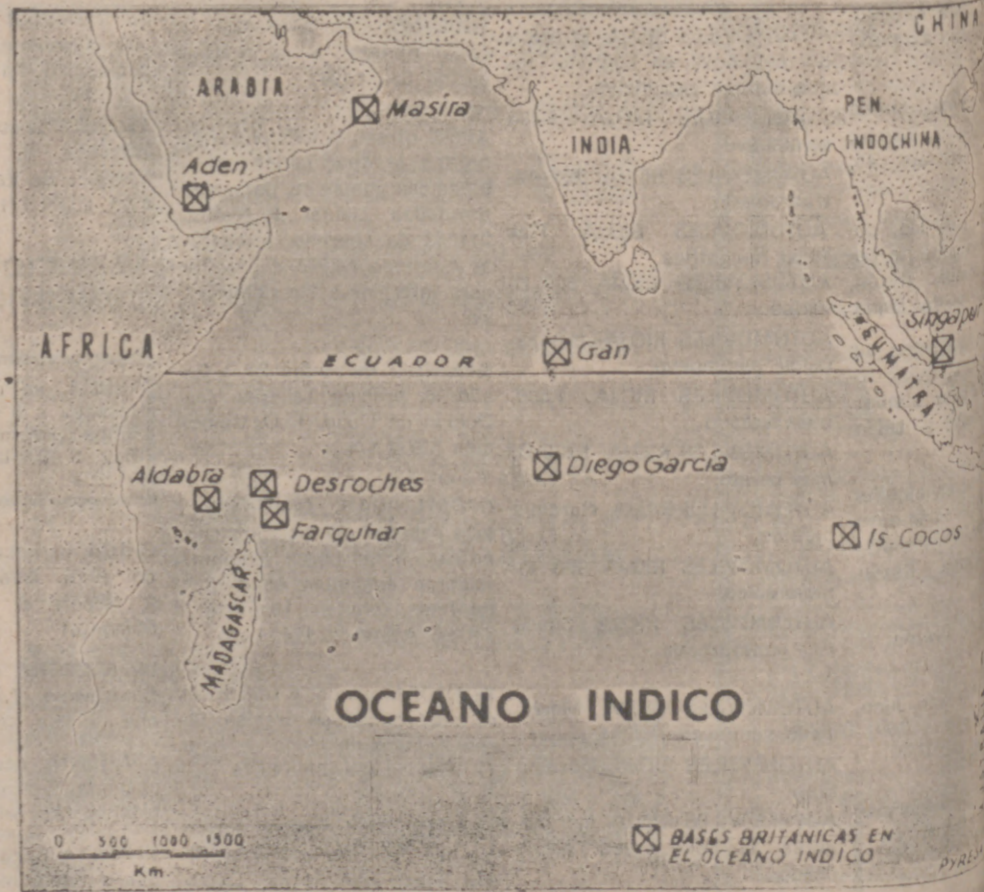 CHINA
ARABIA
Masira
PEN.
INDOCHINA
INDIA
Aden
Singapur
AFRICA
ECUADOR
Gan
SUMATRA
Aldabra
Desroches
Diego García
Farquhar
Is. Cocos
MADAGASCAR
OCEANO INDICO
0 500 1000 1500
Km.
BASES BRITANICAS EN
EL OCEANO INDICO